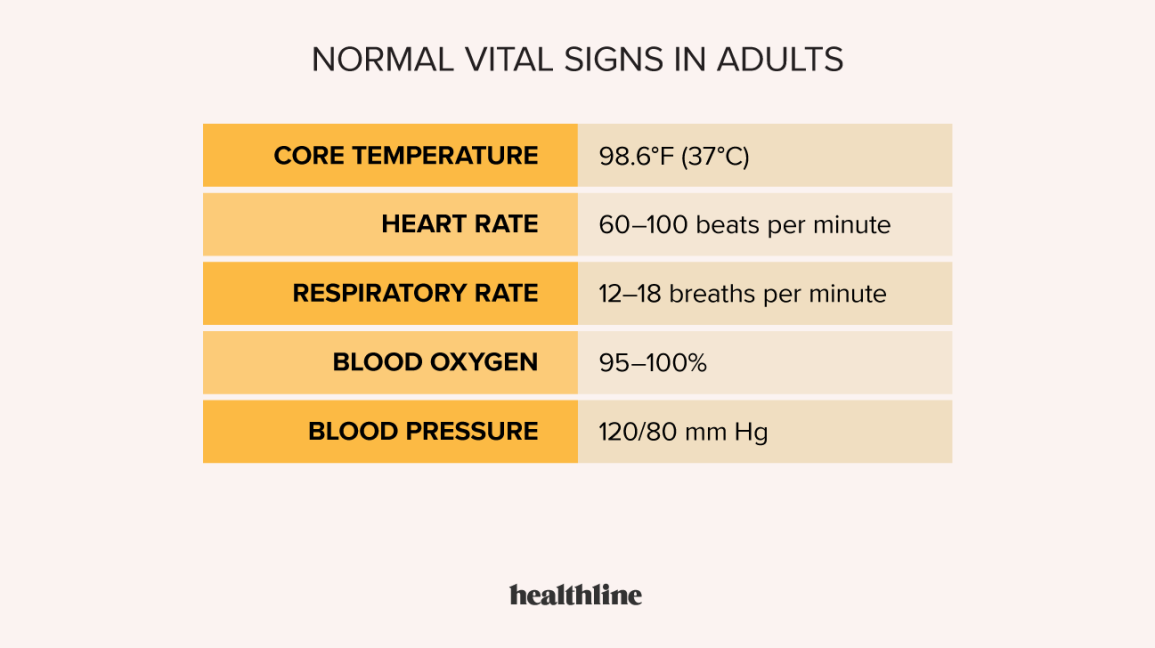 NORMAL VITAL SIGNS IN ADULTS
CORE TEMPERATURE 98.6°F (37°C)
HEART RATE 60–100 beats per minute
RESPIRATORY RATE 12–18 breaths per minute
BLOOD OXYGEN 95–100%
BLOOD PRESSURE 120/80 mm Hg
healthline